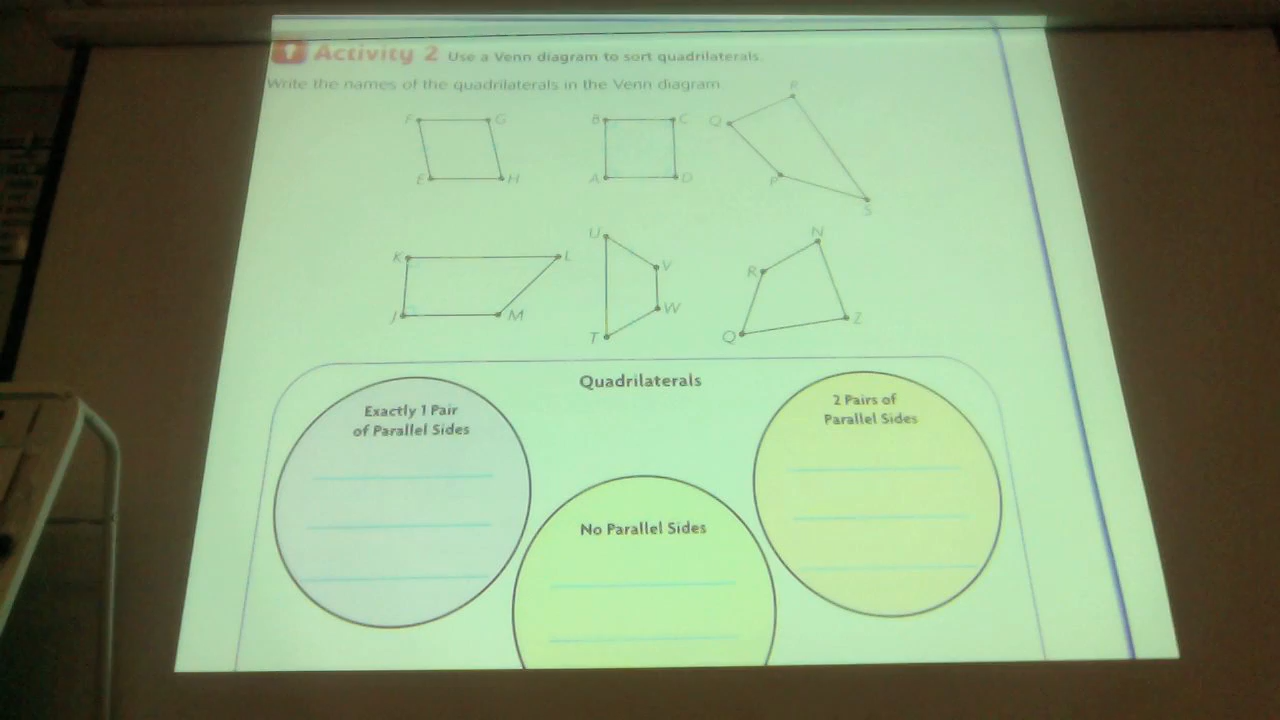 Activity 2 Use a Venn diagram to sort quadrilaterals.
Write the names of the quadrilaterals in the Venn diagram.
F G B C Q R
E H A D P S
K L U V N
J M T W R Q Z
Quadrilaterals
Exactly 1 Pair
of Parallel Sides
2 Pairs of
Parallel Sides
No Parallel Sides